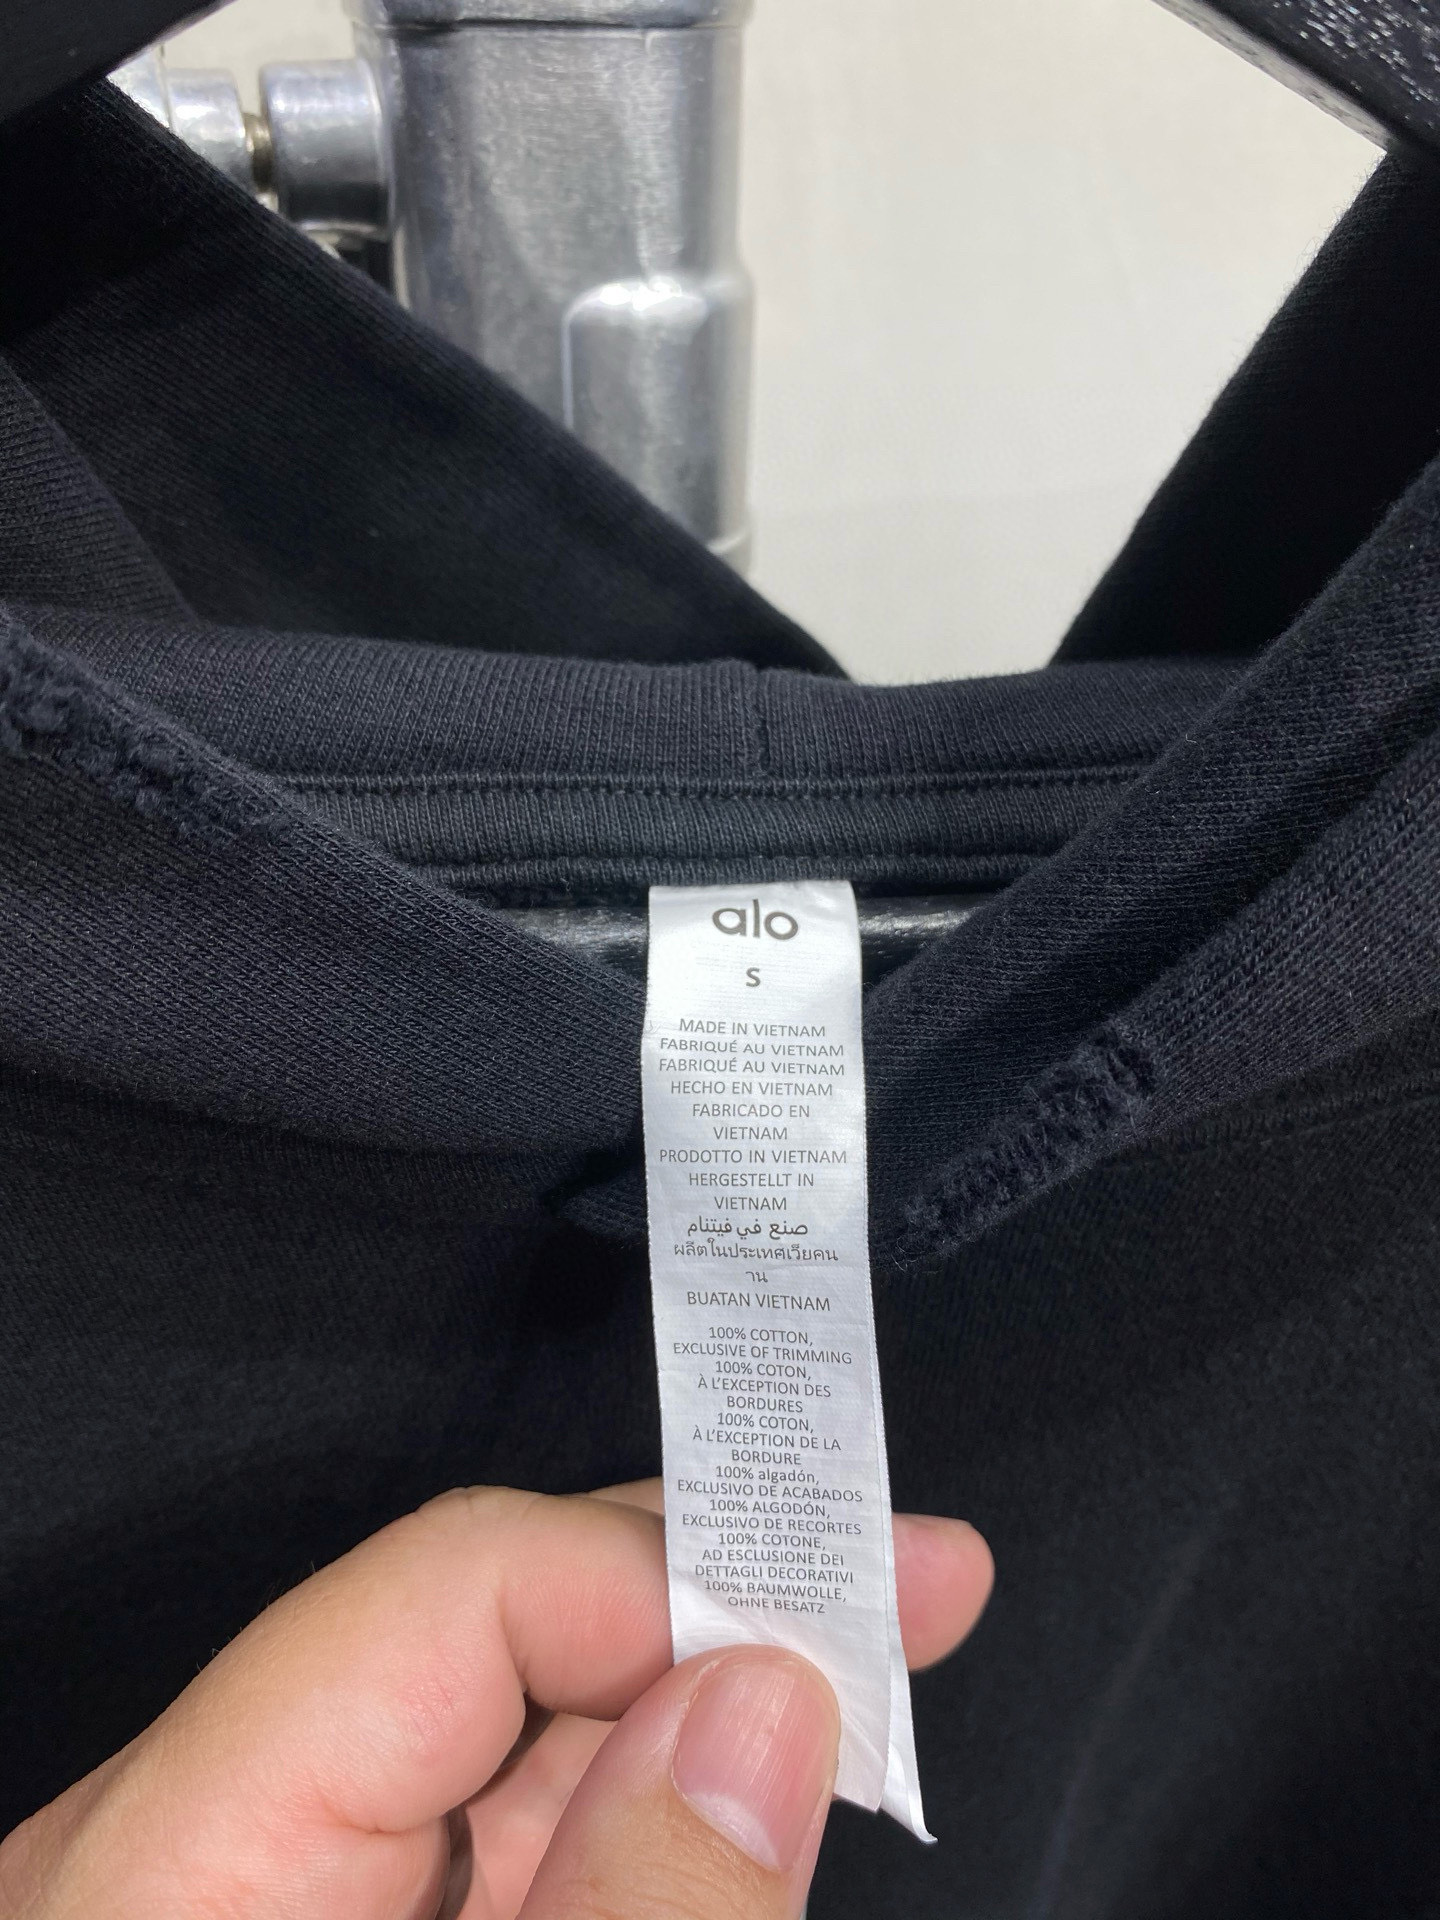 alo
S
MADE IN VIETNAM
FABRIQUÉ AU VIETNAM
FABRIQUÉ AU VIETNAM
HECHO EN VIETNAM
FABRICADO EN
VIETNAM
PRODOTTO IN VIETNAM
HERGESTELLT IN
VIETNAM
صنع في فيتنام
ผลิตในประเทศเวียดน
าม
BUATAN VIETNAM
100% COTTON,
EXCLUSIVE OF TRIMMING
100% COTON,
À L'EXCEPTION DES
BORDURES
100% COTON,
À L'EXCEPTION DE LA
BORDURE
100% algadón,
EXCLUSIVO DE ACABADOS
100% ALGODÓN,
EXCLUSIVO DE RECORTES
100% COTONE,
AD ESCLUSIONE DEI
DETTAGLI DECORATIVI
100% BAUMWOLLE,
OHNE BESATZ